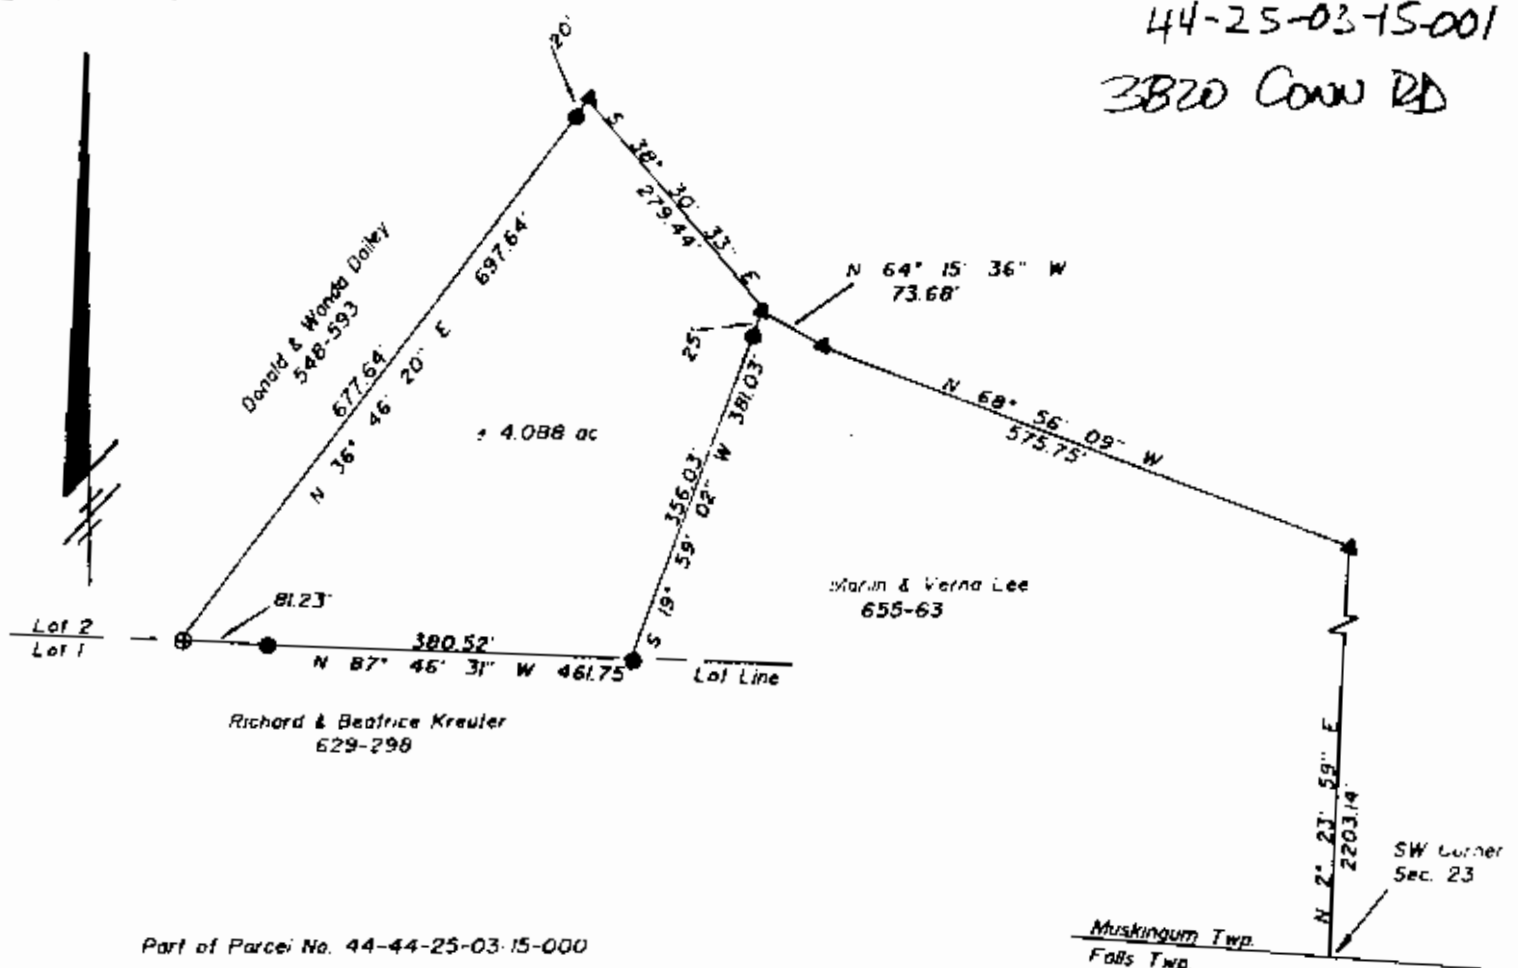 44-25-03-15-001
3820 Conn RD
20'
S 38° 30' 33" E
279.44'
N 64° 15' 36" W
73.68'
Donald & Wanda Dailey
548-593
697.64'
677.64'
N 36° 46' 20" E
25'
381.03'
356.03'
S 19° 59' 02" W
4.088 ac
N 68° 56' 09" W
575.75'
Marvin & Verna Lee
655-63
81.23'
Lot 2
Lot 1
380.52'
N 87° 46' 31" W 461.75'
Lot Line
Richard & Beatrice Kreuter
629-298
N 2° 23' 59" E
2203.14'
SW Corner
Sec. 23
Part of Parcel No. 44-44-25-03-15-000
Muskingum Twp.
Falls Twp.